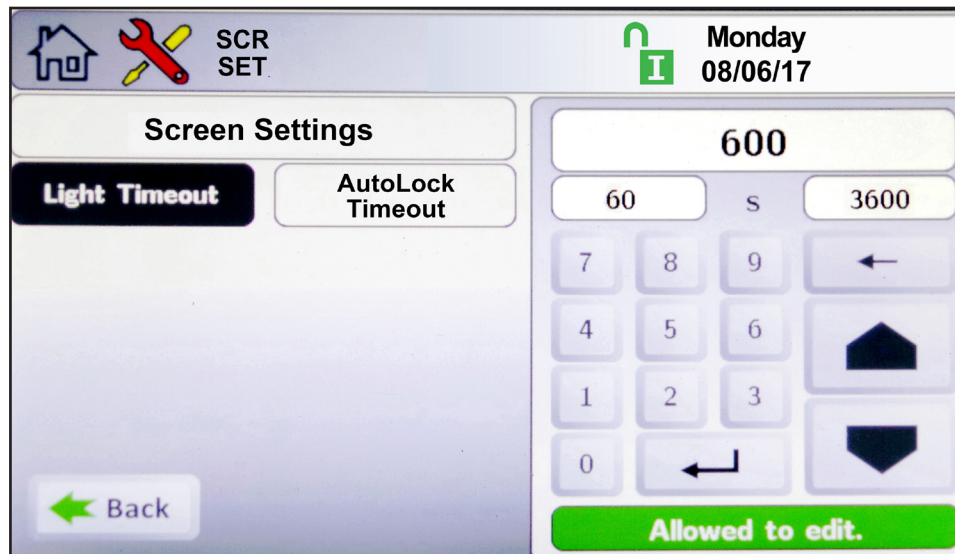 SCR
SET
I
Monday
08/06/17
Screen Settings
Light Timeout
AutoLock
Timeout
600
60 s 3600
7 8 9
4 5 6
1 2 3
0
Back
Allowed to edit.